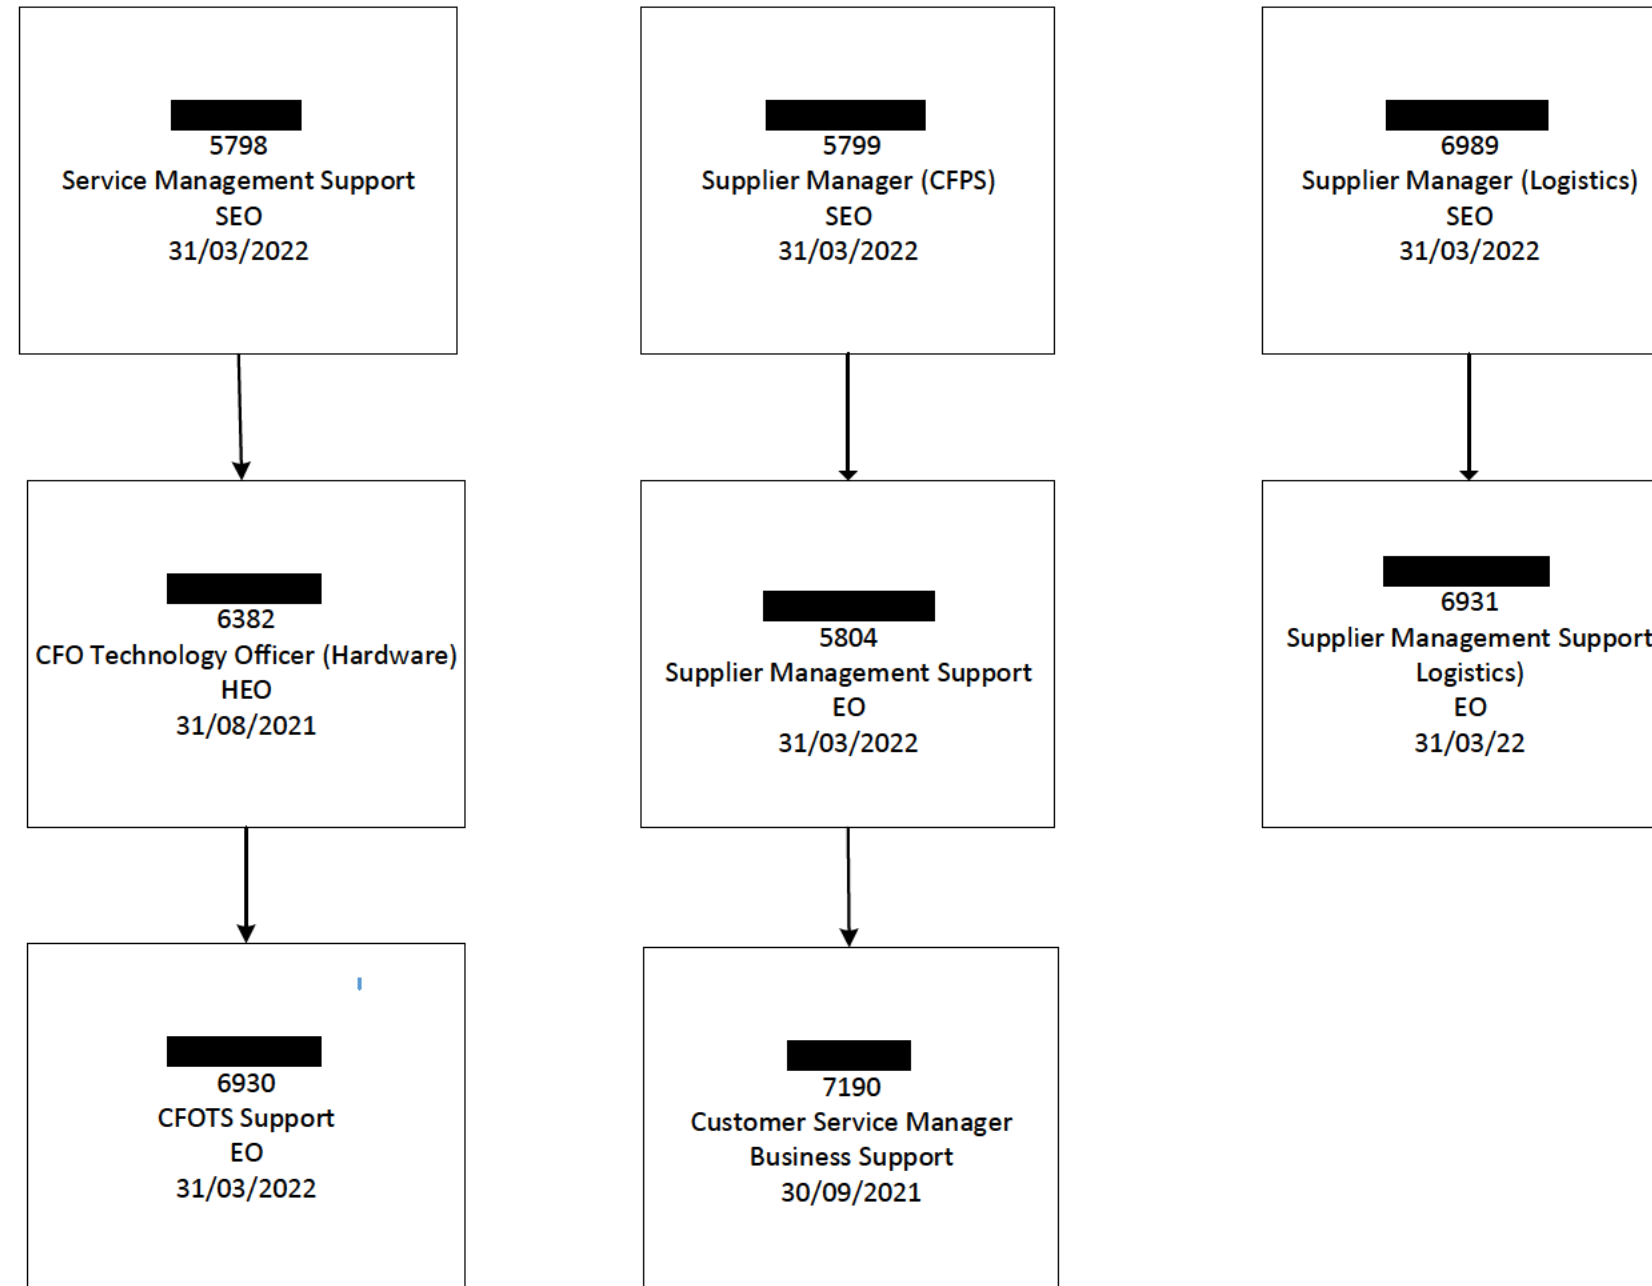 5798
Service Management Support
SEO
31/03/2022
5799
Supplier Manager (CFPS)
SEO
31/03/2022
6989
Supplier Manager (Logistics)
SEO
31/03/2022
6382
CFO Technology Officer (Hardware)
HEO
31/08/2021
5804
Supplier Management Support
EO
31/03/2022
6931
Supplier Management Support
Logistics)
EO
31/03/22
6930
CFOTS Support
EO
31/03/2022
7190
Customer Service Manager
Business Support
30/09/2021